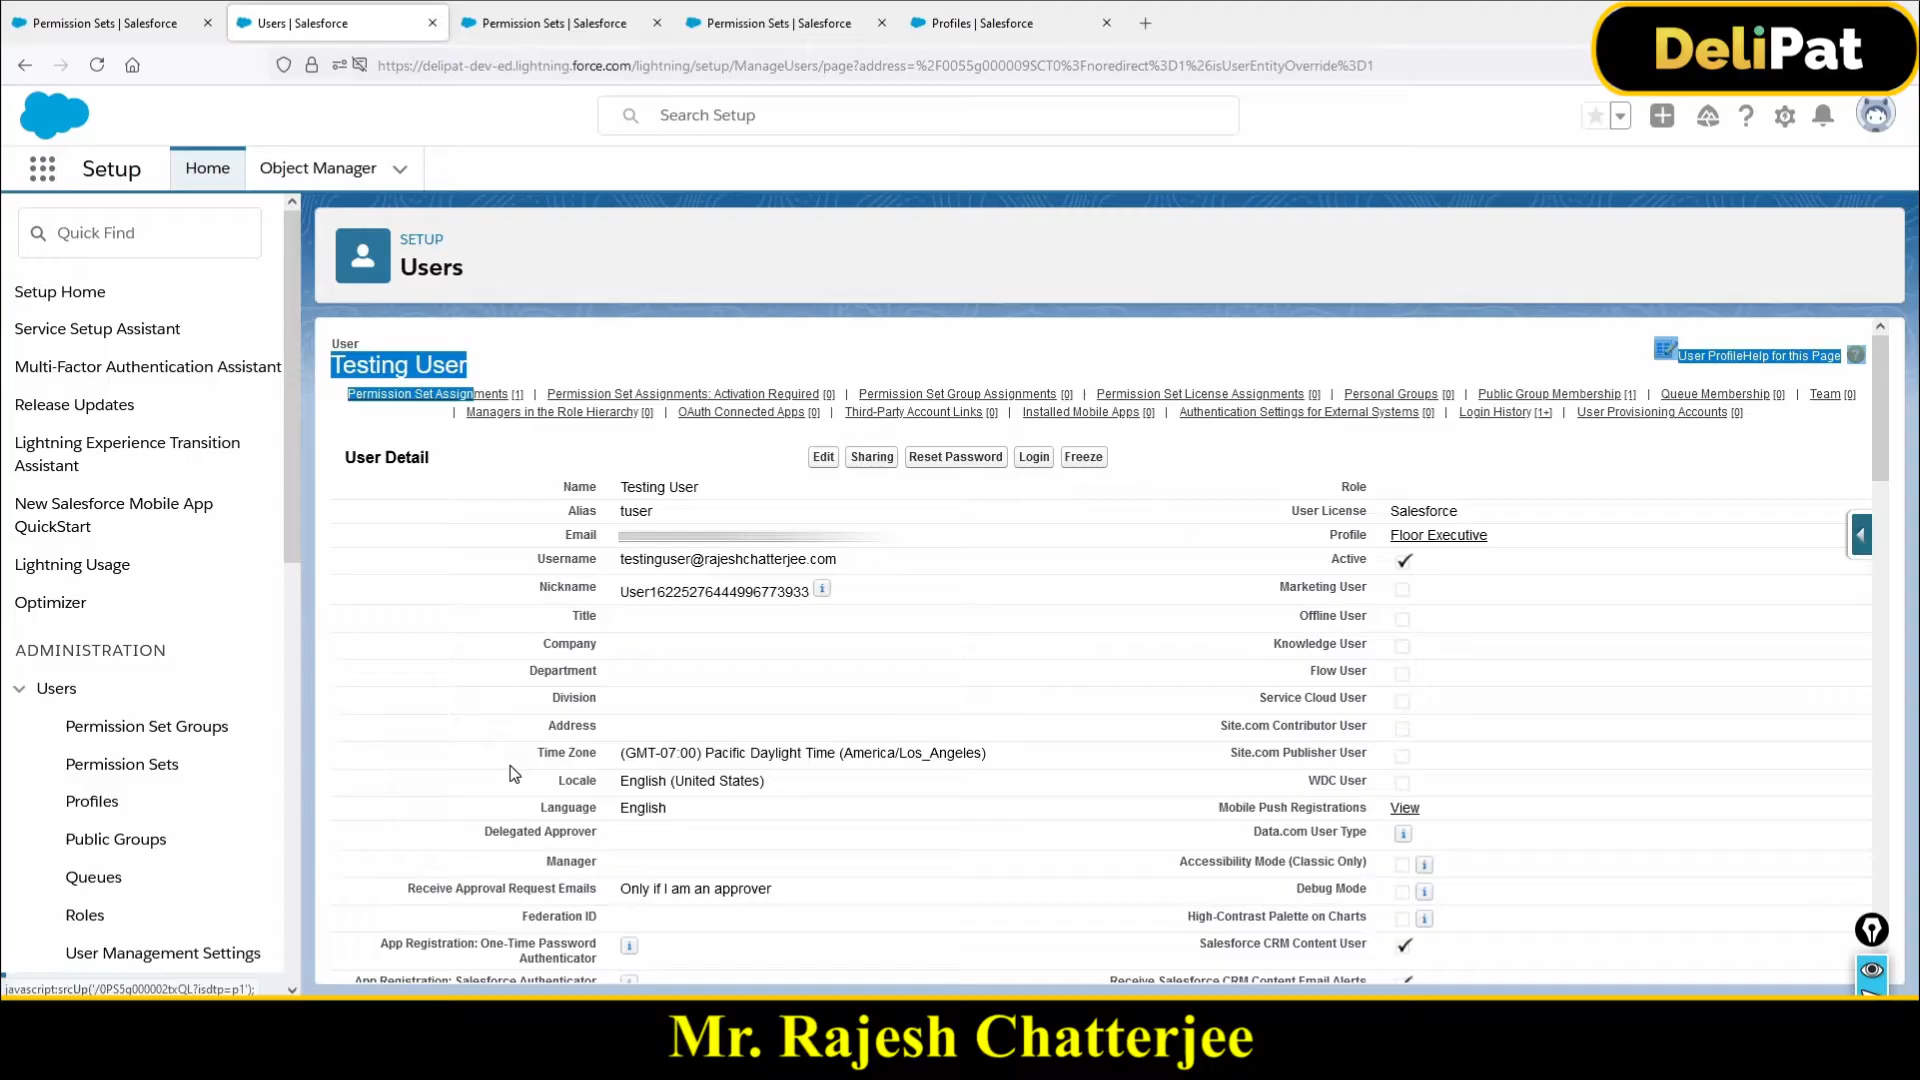 Permission Sets | Salesforce
Users | Salesforce
Permission Sets | Salesforce
Permission Sets | Salesforce
Profiles | Salesforce
https://delipat-dev-ed.lightning.force.com/lightning/setup/ManageUsers/page?address=%2F0055g000009SCT0%3Fnoredirect%3D1%26isUserEntityOverride%3D1
DeliPat
Search Setup
Setup
Home
Object Manager
Quick Find
Setup Home
Service Setup Assistant
Multi-Factor Authentication Assistant
Release Updates
Lightning Experience Transition
Assistant
New Salesforce Mobile App
QuickStart
Lightning Usage
Optimizer
ADMINISTRATION
Users
Permission Set Groups
Permission Sets
Profiles
Public Groups
Queues
Roles
User Management Settings
javascript:srcUp('/0PS5g000002txQL?isdtp=p1');
SETUP
Users
User
Testing User
User Profile Help for this Page
Permission Set Assignments [1] | Permission Set Assignments: Activation Required [0] | Permission Set Group Assignments [0] | Permission Set License Assignments [0] | Personal Groups [0] | Public Group Membership [1] | Queue Membership [0] | Team [0]
| Managers in the Role Hierarchy [0] | OAuth Connected Apps [0] | Third-Party Account Links [0] | Installed Mobile Apps [0] | Authentication Settings for External Systems [0] | Login History [1+] | User Provisioning Accounts [0]
User Detail
Edit Sharing Reset Password Login Freeze
Name Testing User
Role
Alias tuser
User License Salesforce
Email
Profile Floor Executive
Username testinguser@rajeshchatterjee.com
Active
Nickname User16225276444996773933
Marketing User
Title
Offline User
Company
Knowledge User
Department
Flow User
Division
Service Cloud User
Address
Site.com Contributor User
Time Zone (GMT-07:00) Pacific Daylight Time (America/Los_Angeles)
Site.com Publisher User
Locale English (United States)
WDC User
Language English
Mobile Push Registrations View
Delegated Approver
Data.com User Type
Manager
Accessibility Mode (Classic Only)
Receive Approval Request Emails Only if I am an approver
Debug Mode
Federation ID
High-Contrast Palette on Charts
App Registration: One-Time Password
Authenticator
Salesforce CRM Content User
App Registration: Salesforce Authenticator
Receive Salesforce CRM Content Email Alerts
Mr. Rajesh Chatterjee